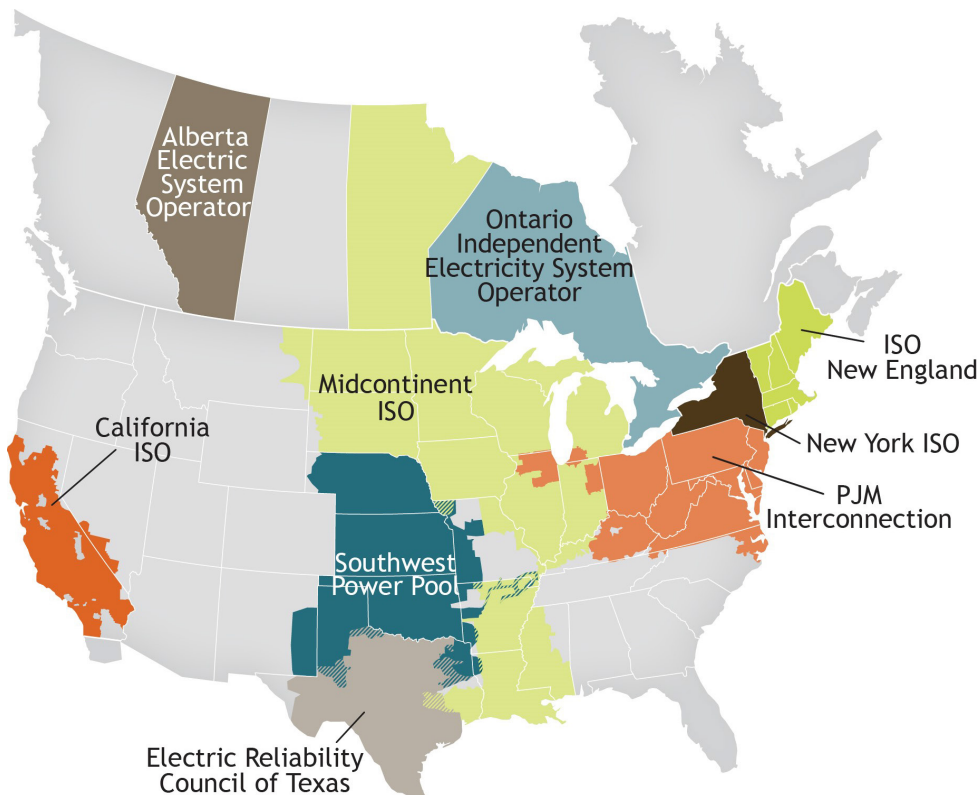 Alberta
Electric
System
Operator
Ontario
Independent
Electricity System
Operator
ISO
New England
Midcontinent
ISO
California
ISO
New York ISO
PJM
Interconnection
Southwest
Power Pool
Electric Reliability
Council of Texas